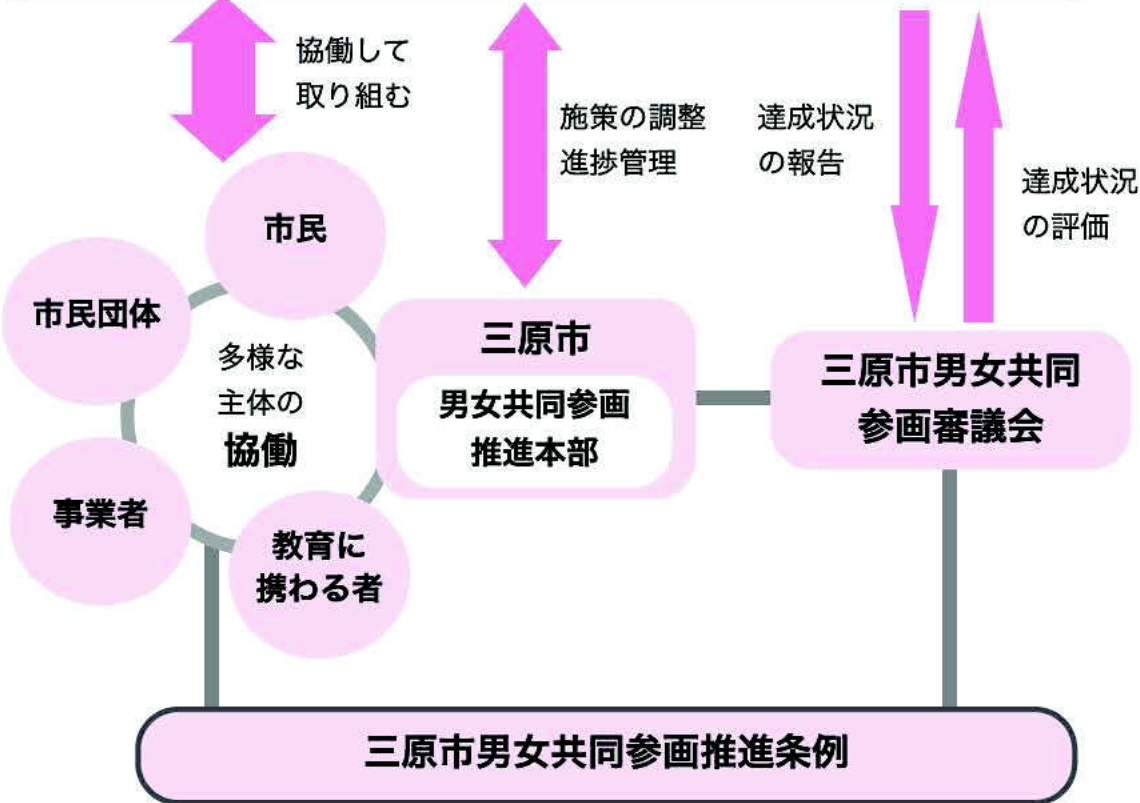 協働して
取り組む
施策の調整
進捗管理
達成状況
の報告
達成状況
の評価
市民
市民団体
多様な
主体の
協働
事業者
教育に
携わる者
三原市
男女共同参画
推進本部
三原市男女共同
参画審議会
三原市男女共同参画推進条例